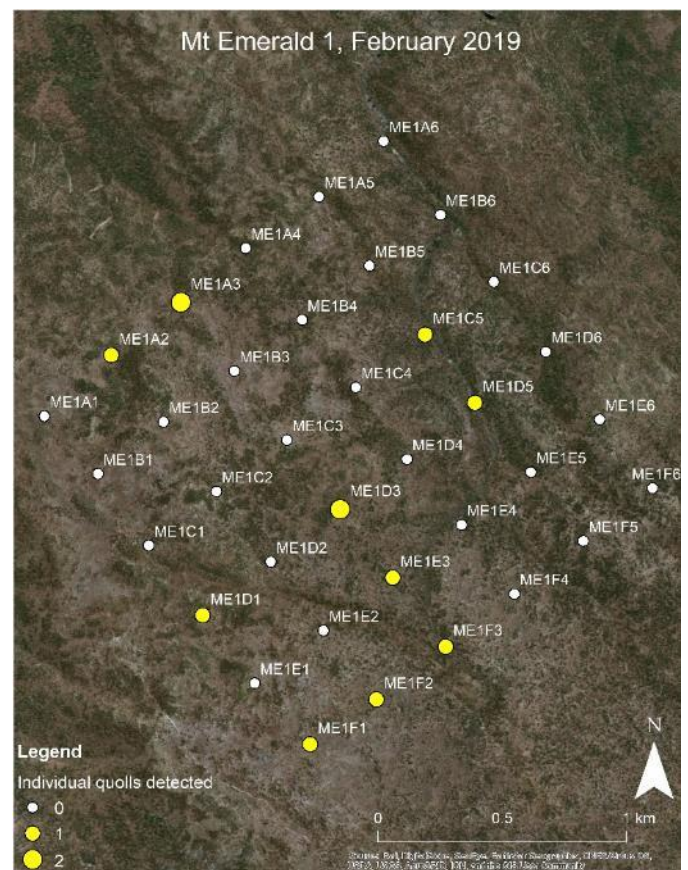 Mt Emerald 1, February 2019
ME1A6
ME1A5
ME1B6
ME1A4
ME1B5
ME1C6
ME1A3
ME1B4
ME1C5
ME1A2
ME1D6
ME1B3
ME1C4
ME1D5
ME1A1
ME1B2
ME1E6
ME1C3
ME1D4
ME1B1
ME1E5
ME1C2
ME1F6
ME1D3
ME1E4
ME1C1
ME1F5
ME1D2
ME1E3
ME1F4
ME1D1
ME1E2
ME1F3
ME1E1
ME1F2
ME1F1
N
Legend
Individual quolls detected
0
1
2
0 0.5 1 km